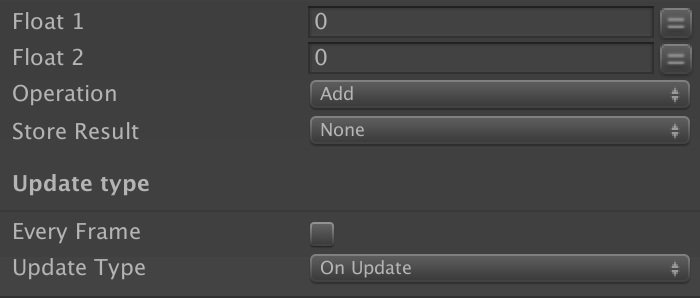 Float 1 0
Float 2 0
Operation Add
Store Result None
Update type
Every Frame
Update Type On Update